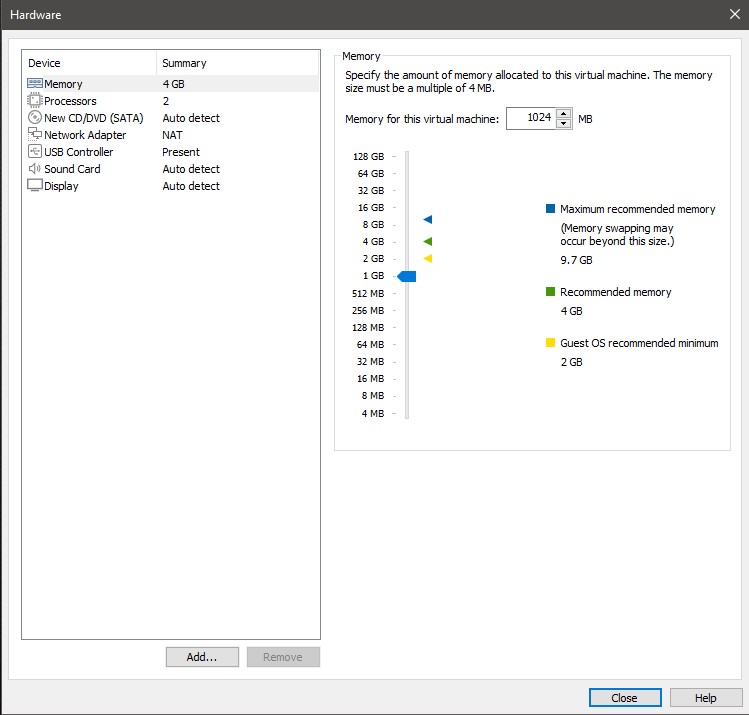 Hardware
Device Summary
Memory 4 GB
Processors 2
New CD/DVD (SATA) Auto detect
Network Adapter NAT
USB Controller Present
Sound Card Auto detect
Display Auto detect
Add...
Remove
Memory
Specify the amount of memory allocated to this virtual machine. The memory
size must be a multiple of 4 MB.
Memory for this virtual machine: 1024 MB
128 GB
64 GB
32 GB
16 GB
8 GB
4 GB
2 GB
1 GB
512 MB
256 MB
128 MB
64 MB
32 MB
16 MB
8 MB
4 MB
Maximum recommended memory
(Memory swapping may
occur beyond this size.)
9.7 GB
Recommended memory
4 GB
Guest OS recommended minimum
2 GB
Close
Help